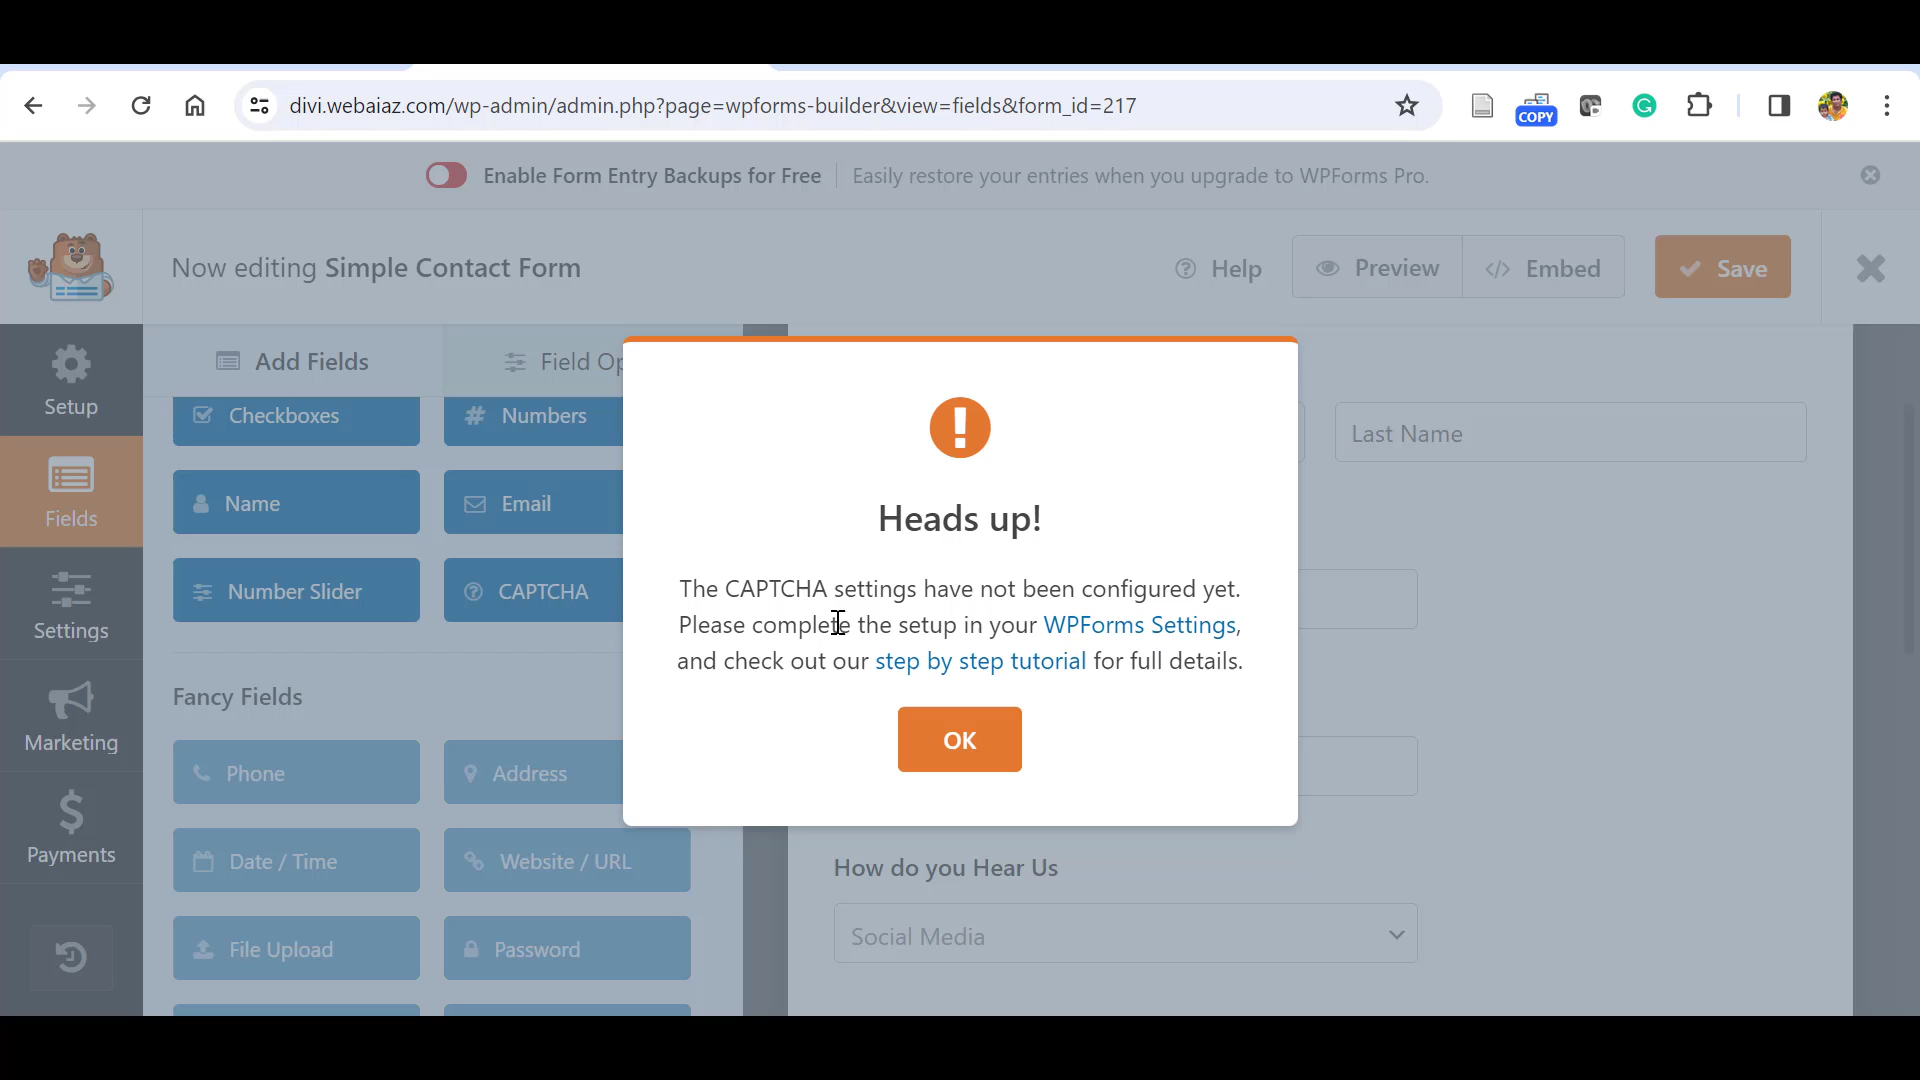 divi.webaiaz.com/wp-admin/admin.php?page=wpforms-builder&view=fields&form_id=217
COPY
Enable Form Entry Backups for Free
Easily restore your entries when you upgrade to WPForms Pro.
Now editing Simple Contact Form
Help
Preview
Embed
Save
Setup
Fields
Settings
Marketing
Payments
Add Fields
Field Op
Checkboxes
Numbers
Name
Email
Number Slider
CAPTCHA
Fancy Fields
Phone
Address
Date / Time
Website / URL
File Upload
Password
Heads up!
The CAPTCHA settings have not been configured yet.
Please complete the setup in your WPForms Settings,
and check out our step by step tutorial for full details.
OK
Last Name
How do you Hear Us
Social Media